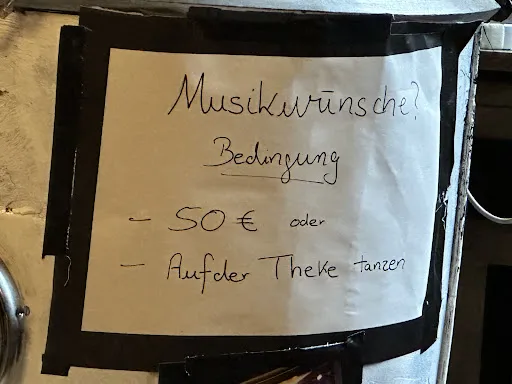 Musikwünsche?
Bedingung
- 50 € oder
- Auf der Theke tanzen